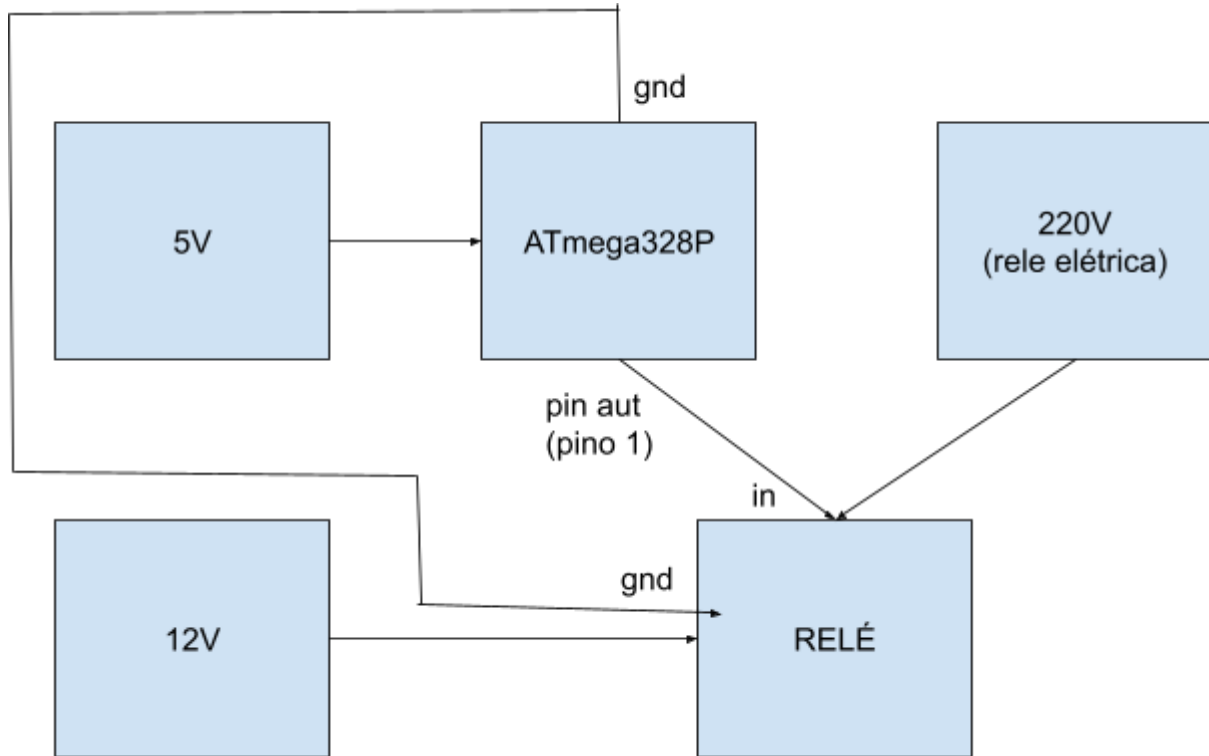 gnd
5V
ATmega328P
220V
(rele elétrica)
pin aut
(pino 1)
in
gnd
12V
RELÉ